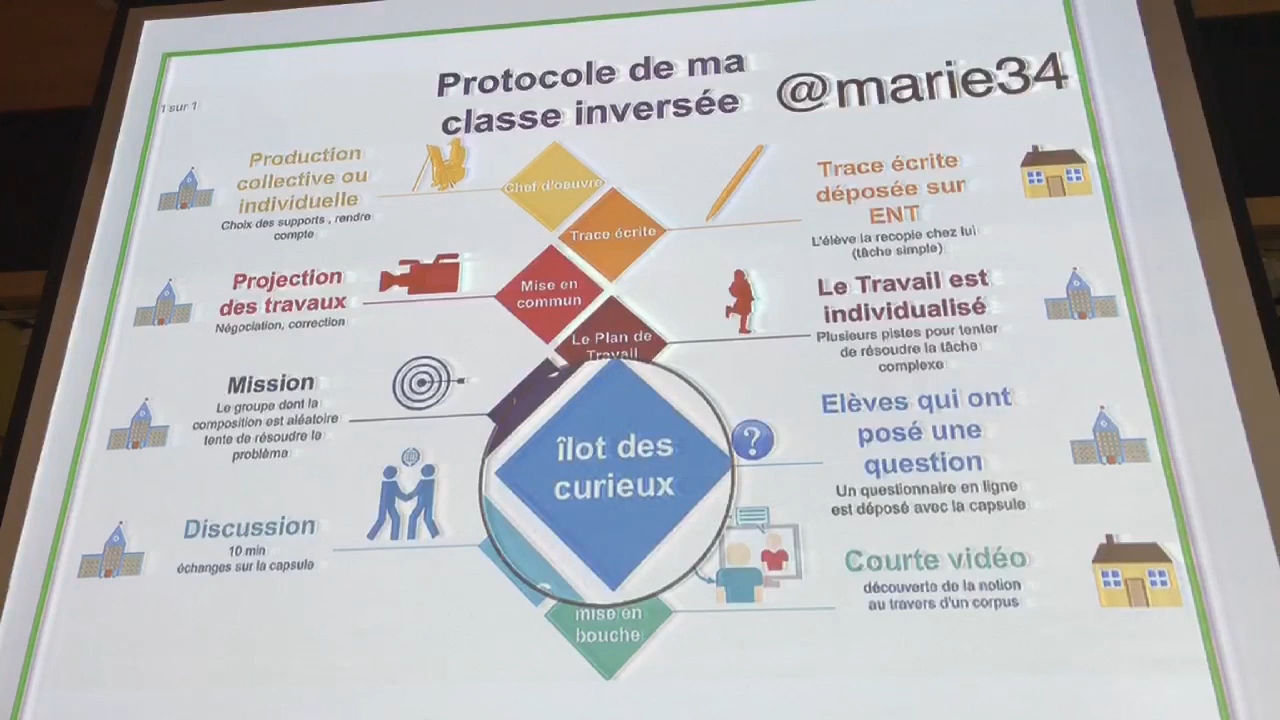 Protocole de ma
classe inversée
@marie34
1 sur 1
Production
collective ou
individuelle
Choix des supports , rendre
compte
Chef d'oeuvre
Trace écrite
Trace écrite
déposée sur
ENT
L'élève la recopie chez lui
(tâche simple)
Projection
des travaux
Négociation, correction
Mise en
commun
Le Plan de
Travail
Le Travail est
individualisé
Plusieurs pistes pour tenter
de résoudre la tâche
complexe
Mission
Le groupe dont la
composition est aléatoire
tente de résoudre le
problème
îlot des
curieux
?
Elèves qui ont
posé une
question
Un questionnaire en ligne
est déposé avec la capsule
Discussion
10 min
échanges sur la capsule
mise en
bouche
Courte vidéo
découverte de la notion
au travers d'un corpus